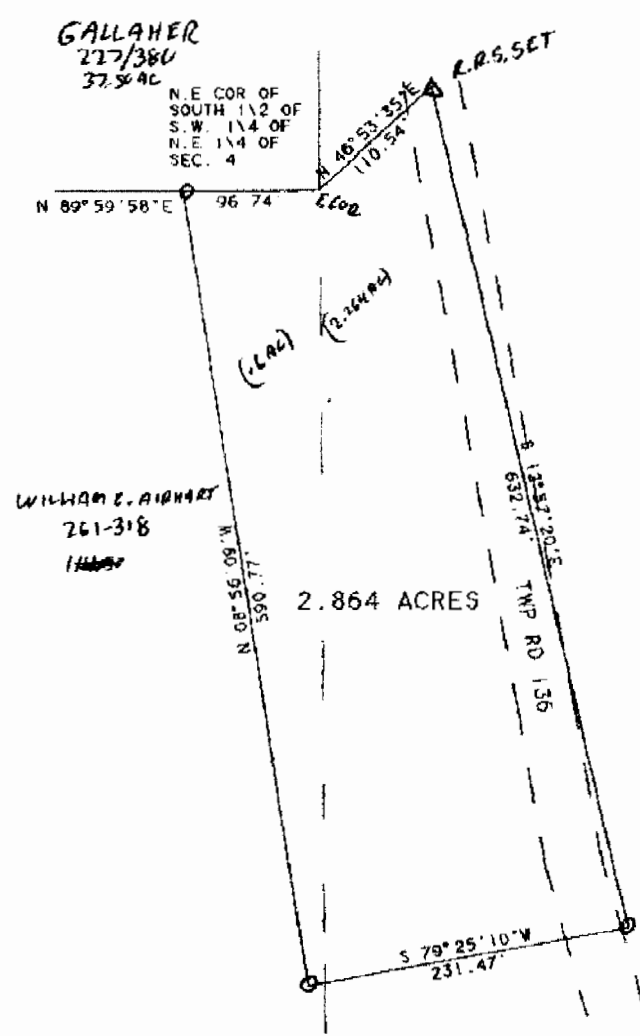 GALLAHER
227/380
37.50 AC
R.R.S. SET
N.E COR OF
SOUTH 1\2 OF
S.W. 1\4 OF
N.E. 1\4 OF
SEC. 4
N 46°53'35"E
110.54'
N 89°59'58"E
96 74'
(.6 AC)
(2.264 AC)
WILLIAM E. AIRHART
261-318
N 08-56'09"W
590.77'
2.864 ACRES
S 12°57'20"E
632.74'
TWP RD 136
S 79°25'10"W
231.47'